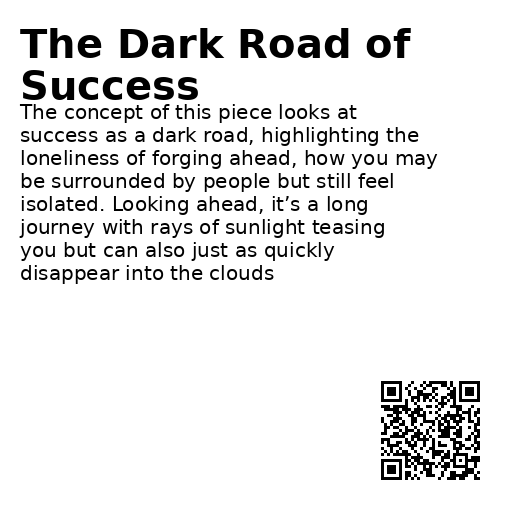 The Dark Road of
Success
The concept of this piece looks at
success as a dark road, highlighting the
loneliness of forging ahead, how you may
be surrounded by people but still feel
isolated. Looking ahead, it’s a long
journey with rays of sunlight teasing
you but can also just as quickly
disappear into the clouds